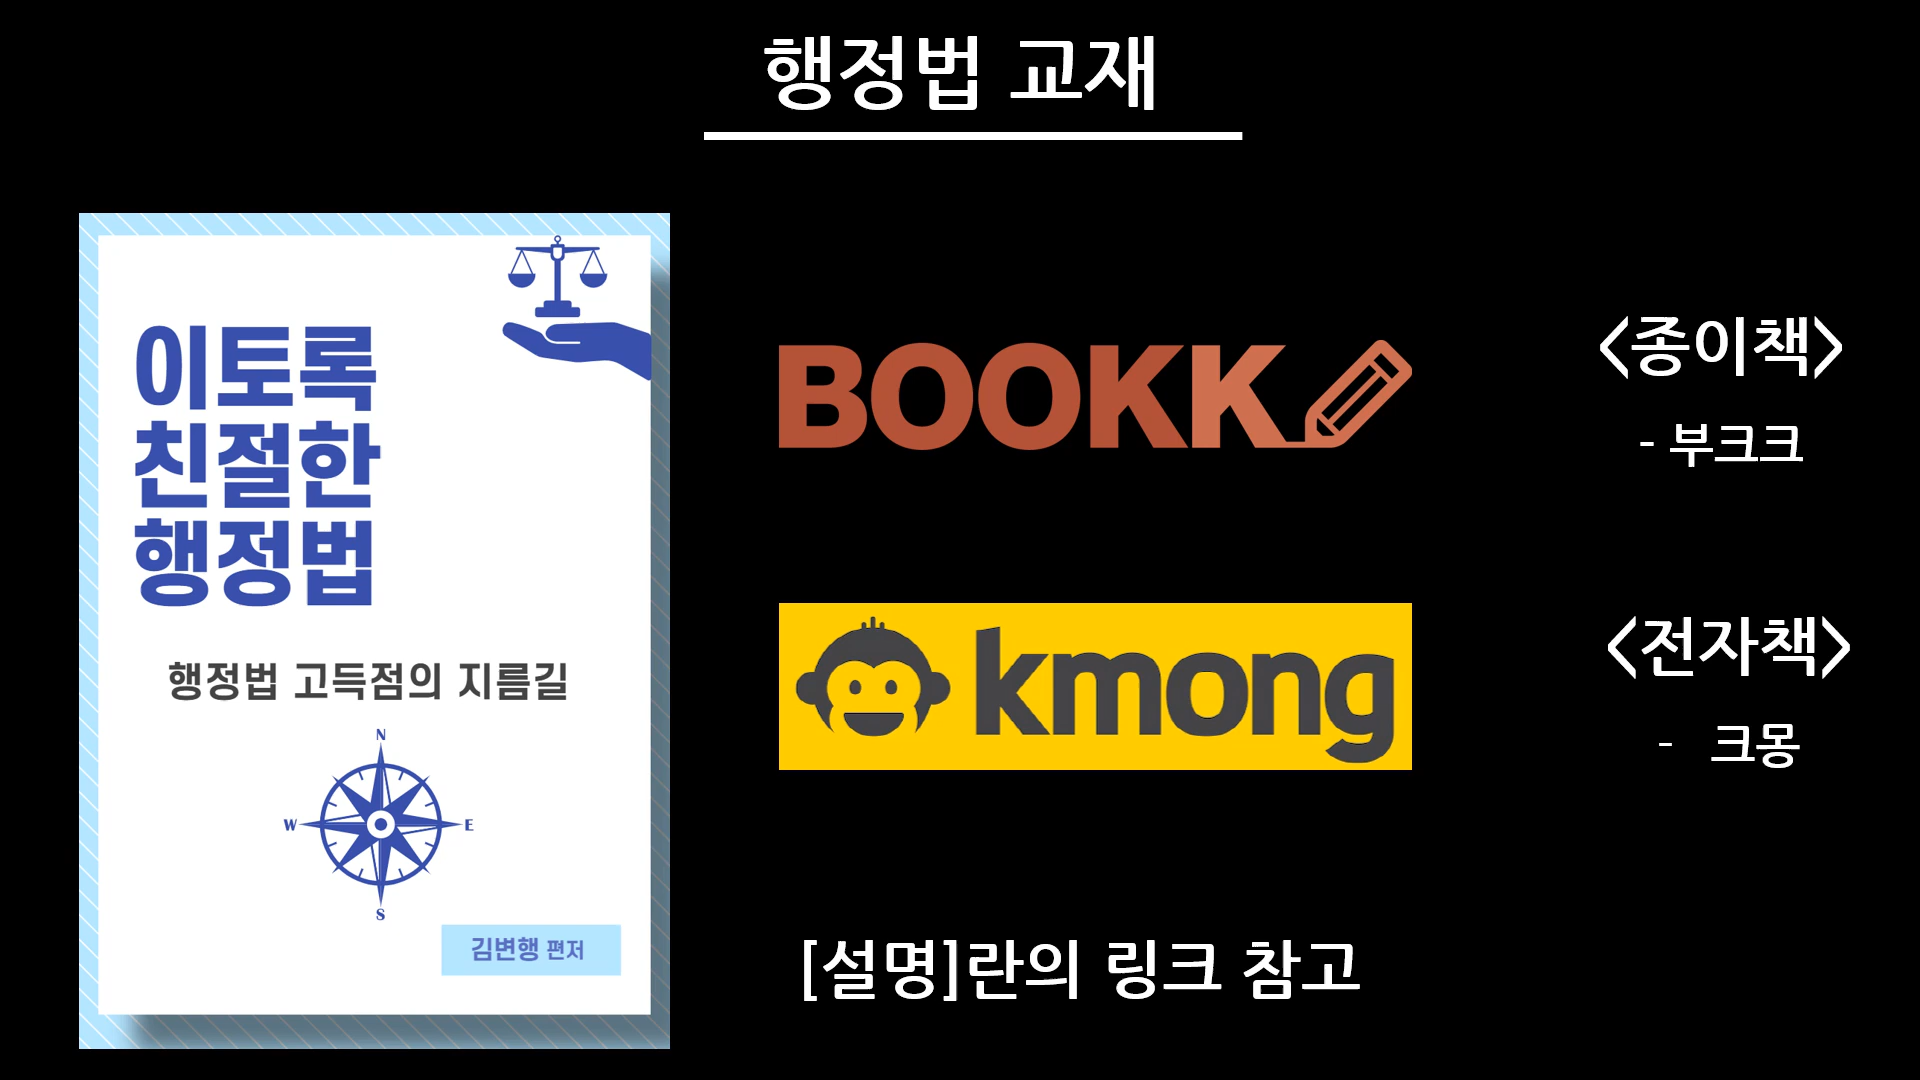 행정법 교재
이토록
친절한
행정법
행정법 고득점의 지름길
N
W
E
S
김변행 편저
BOOKK
<종이책>
- 부크크
kmong
<전자책>
- 크몽
[설명]란의 링크 참고